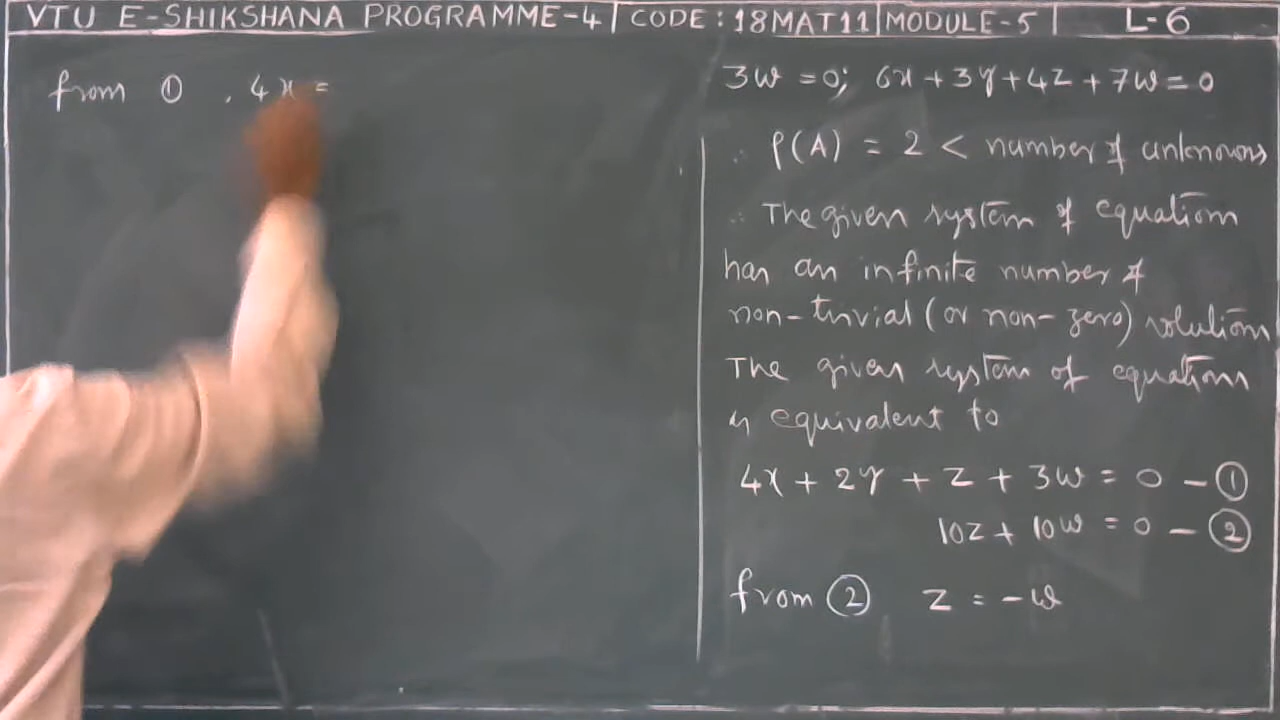 VTU E-SHIKSHANA PROGRAMME-4 | CODE : 18MAT11 | MODULE-5 | L-6
from ① , 4x =
3w = 0; 6x + 3y + 4z + 7w = 0
∴ ρ(A) = 2 < number of unknowns
∴ The given system of equations
has an infinite number of
non-trivial (or non-zero) solutions
The given system of equations
is equivalent to
4x + 2y + z + 3w = 0 - ①
10z + 10w = 0 - ②
from ② z = -w